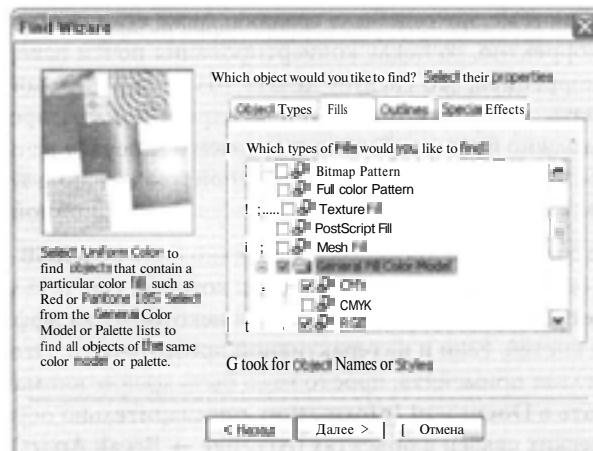 Find Wizard
Which object would you tike to find? Select their properties
Object Types Fills Outlines Special Effects
I Which types of Fills would you like to find?
Bitmap Pattern
Full color Pattern
! ;..... Texture Fill
PostScript Fill
i ; Mesh Fill
General Fill Color Model
CMY
CMYK
t . RGB
Select 'Uniform Color' to
find objects that contain a
particular color fill such as
Red or Pantone 185. Select
from the General Color
Model or Palette lists to
find all objects of the same
color model or palette.
G took for Object Names or Styles
< Назад Далее > [ Отмена